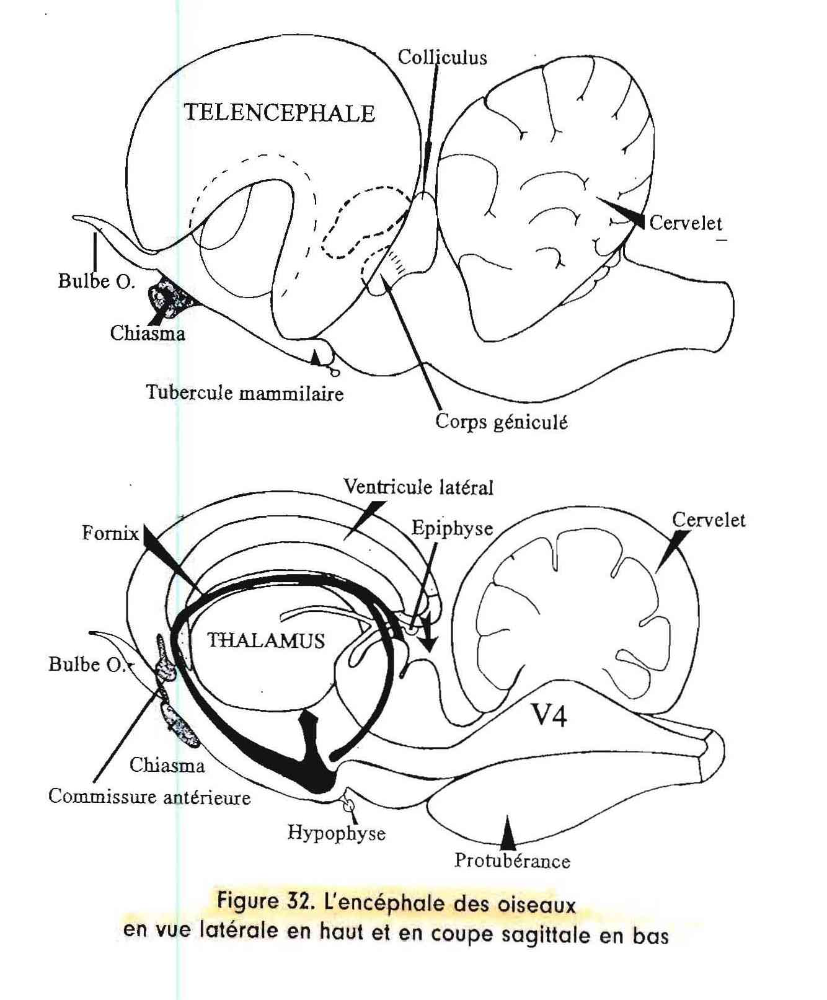 Colliculus
TELENCEPHALE
Cervelet
Bulbe O.
Chiasma
Tubercule mammilaire
Corps géniculé
Ventricule latéral
Epiphyse
Cervelet
Fornix
THALAMUS
Bulbe O.
V4
Chiasma
Commissure antérieure
Hypophyse
Protubérance
Figure 32. L'encéphale des oiseaux
en vue latérale en haut et en coupe sagittale en bas